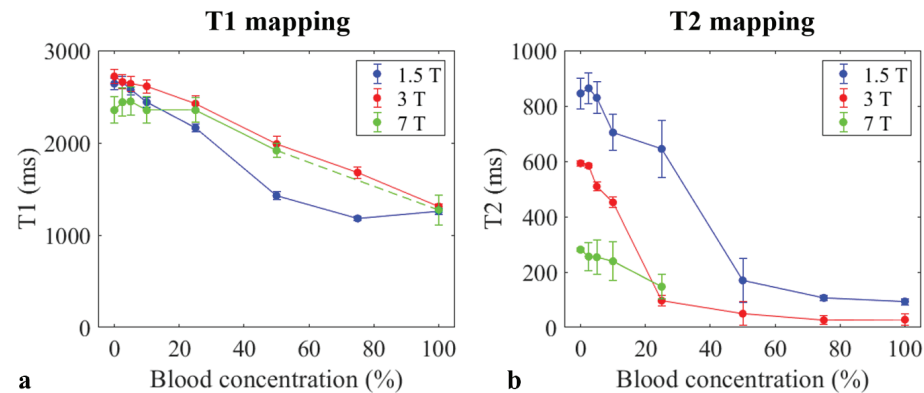 T1 mapping
3000
2000
1000
0
T1 (ms)
0 20 40 60 80 100
Blood concentration (%)
1.5 T
3 T
7 T
a
T2 mapping
1000
800
600
400
200
0
T2 (ms)
0 20 40 60 80 100
Blood concentration (%)
1.5 T
3 T
7 T
b